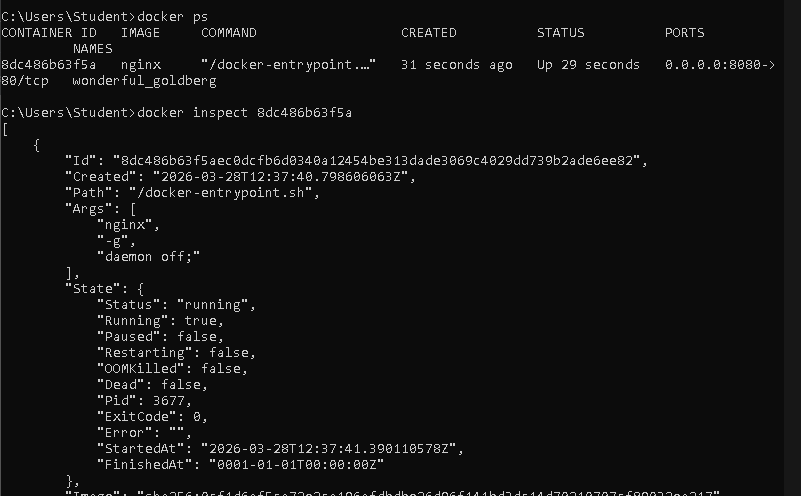 C:\Users\Student>docker ps
CONTAINER ID   IMAGE     COMMAND                  CREATED          STATUS          PORTS
         NAMES
8dc486b63f5a   nginx     "/docker-entrypoint.…"   31 seconds ago   Up 29 seconds   0.0.0.0:8080->
80/tcp   wonderful_goldberg
C:\Users\Student>docker inspect 8dc486b63f5a
[
    {
        "Id": "8dc486b63f5aec0dcfb6d0340a12454be313dade3069c4029dd739b2ade6ee82",
        "Created": "2026-03-28T12:37:40.798606063Z",
        "Path": "/docker-entrypoint.sh",
        "Args": [
            "nginx",
            "-g",
            "daemon off;"
        ],
        "State": {
            "Status": "running",
            "Running": true,
            "Paused": false,
            "Restarting": false,
            "OOMKilled": false,
            "Dead": false,
            "Pid": 3677,
            "ExitCode": 0,
            "Error": "",
            "StartedAt": "2026-03-28T12:37:41.390110578Z",
            "FinishedAt": "0001-01-01T00:00:00Z"
        },